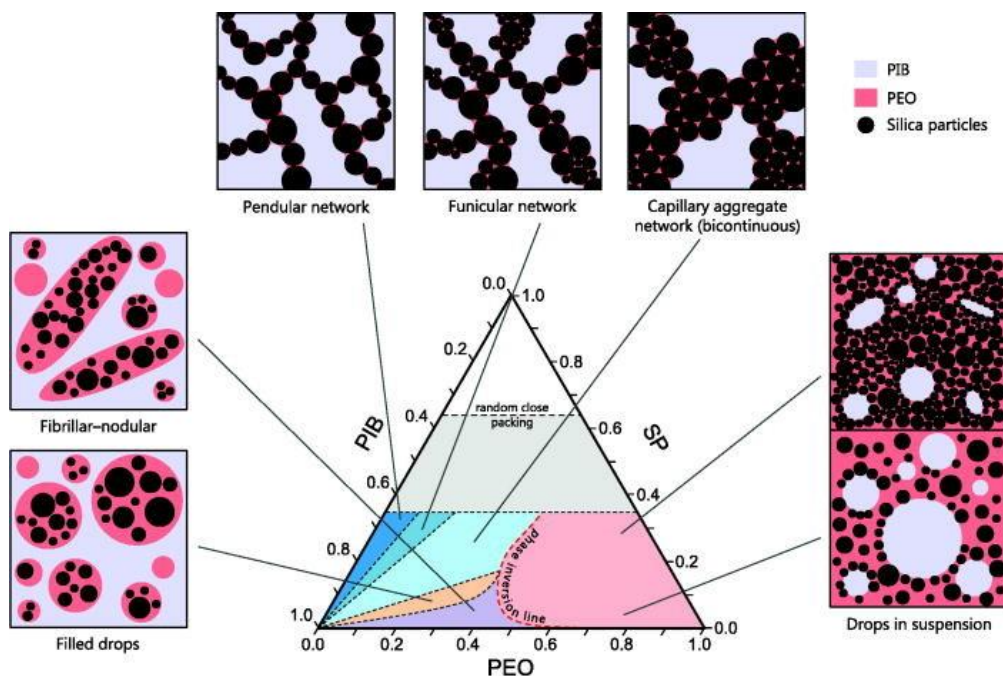 PIB
PEO
Silica particles
Pendular network
Funicular network
Capillary aggregate
network (bicontinuous)
Fibrillar–nodular
Filled drops
Drops in suspension
0.0
1.0
0.2
0.8
0.4
random close
packing
0.6
PIB
SP
0.6
0.4
0.8
0.2
phase inversion line
1.0
0.0
0.0
0.2
0.4
0.6
0.8
1.0
PEO